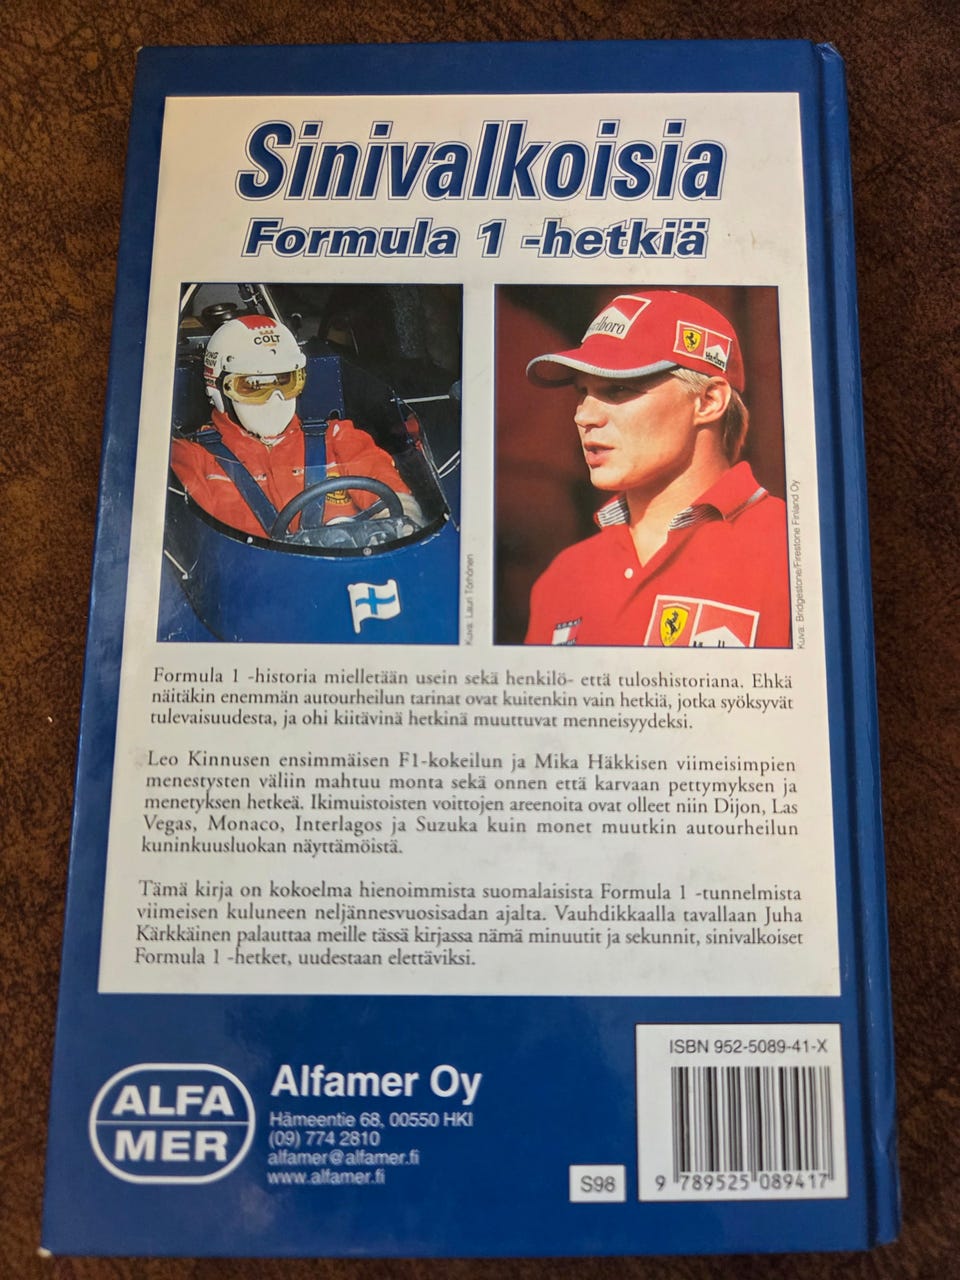 Sinivalkoisia
Formula 1 -hetkiä
COLT
Marlboro
Marlboro
Kuva: Lauri Törhönen
Kuva: Bridgestone/Firestone Finland Oy
Formula 1 -historia mielletään usein sekä henkilö- että tuloshistoriana. Ehkä
näitäkin enemmän autourheilun tarinat ovat kuitenkin vain hetkiä, jotka syöksyvät
tulevaisuudesta, ja ohi kiitävinä hetkinä muuttuvat menneisyydeksi.
Leo Kinnusen ensimmäisen F1-kokeilun ja Mika Häkkisen viimeisimpien
menestysten väliin mahtuu monta sekä onnen että karvaan pettymyksen ja
menetyksen hetkeä. Ikimuistoisten voittojen areenoita ovat olleet niin Dijon, Las
Vegas, Monaco, Interlagos ja Suzuka kuin monet muutkin autourheilun
kuninkuusluokan näyttämöistä.
Tämä kirja on kokoelma hienoimmista suomalaisista Formula 1 -tunnelmista
viimeisen kuluneen neljännesvuosisadan ajalta. Vauhdikkaalla tavallaan Juha
Kärkkäinen palauttaa meille tässä kirjassa nämä minuutit ja sekunnit, sinivalkoiset
Formula 1 -hetket, uudestaan elettäviksi.
ALFA
MER
Alfamer Oy
Hämeentie 68, 00550 HKI
(09) 774 2810
alfamer@alfamer.fi
www.alfamer.fi
S98
ISBN 952-5089-41-X
9 789525 089417